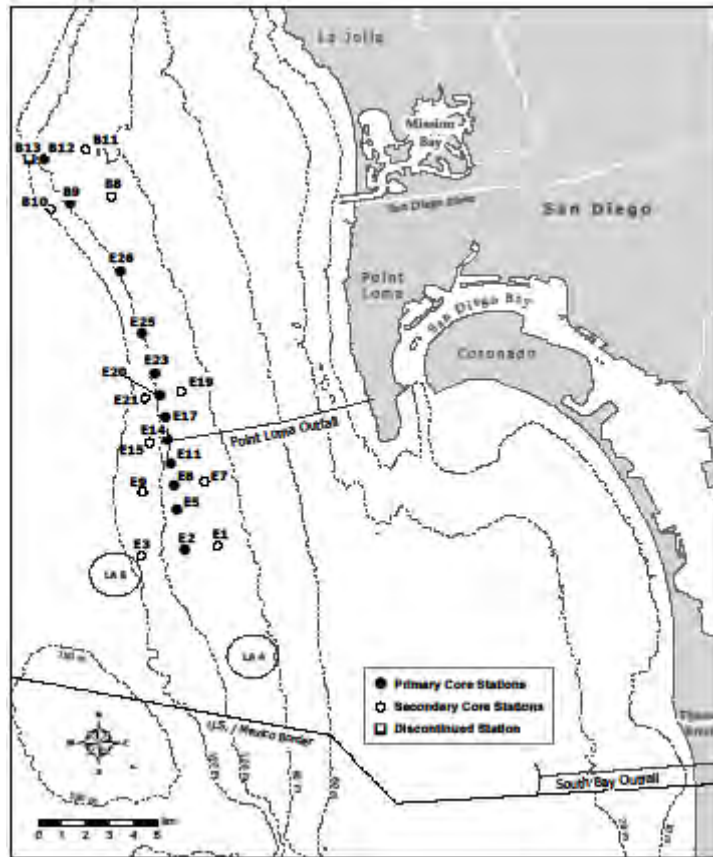 La Jolla
Mission
Bay
B13
B12
B11
B8
B9
B10
San Diego River
San Diego
E26
Point
Loma
San Diego Bay
Coronado
E25
E23
E20
E19
E21
E17
E14
Point Loma Outfall
E15
E11
E8
E7
E9
E5
E3
E2
E1
LA 5
LA 4
Primary Core Stations
Secondary Core Stations
Discontinued Station
U.S. / Mexico Border
South Bay Outfall
0 1 2 3 4 5
km